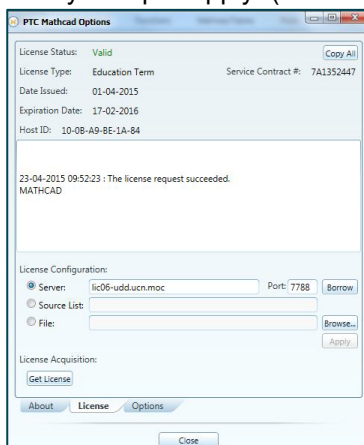 PTC Mathcad Options
License Status: Valid Copy All
License Type: Education Term Service Contract #: 7A1352447
Date Issued: 01-04-2015
Expiration Date: 17-02-2016
Host ID: 10-0B-A9-BE-1A-84
23-04-2015 09:52:23 : The license request succeeded.
MATHCAD
License Configuration:
Server: lic06-udd.ucn.moc Port: 7788 Borrow
Source List:
File: Browse...
Apply
License Acquisition:
Get License
About License Options
Close